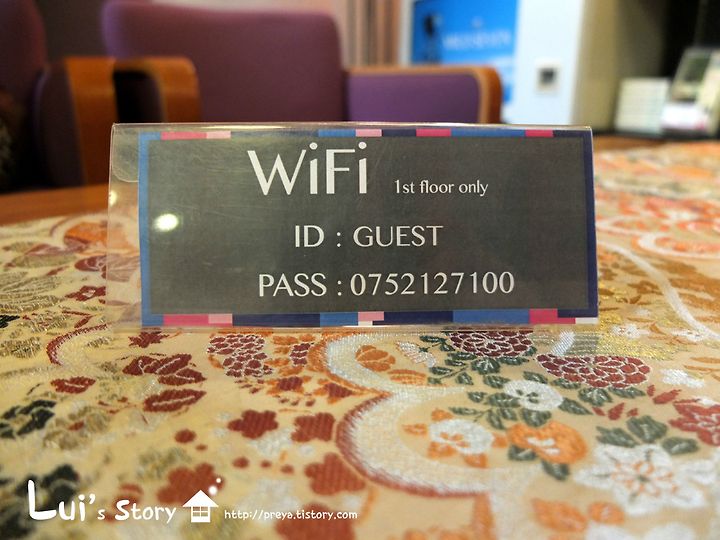 WiFi 1st floor only
ID : GUEST
PASS : 0752127100
Lui's Story http://preya.tistory.com